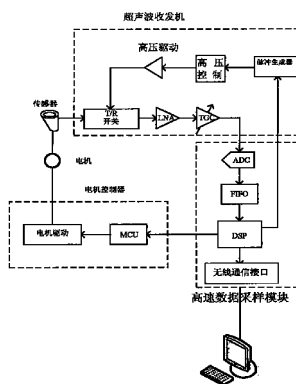 超声波收发机
高压驱动
高压
控制
脉冲生成器
传感器
T/R
开关
LNA
TGC
电机
ADC
电机控制器
FIFO
电机驱动
MCU
DSP
无线通信接口
高速数据采样模块